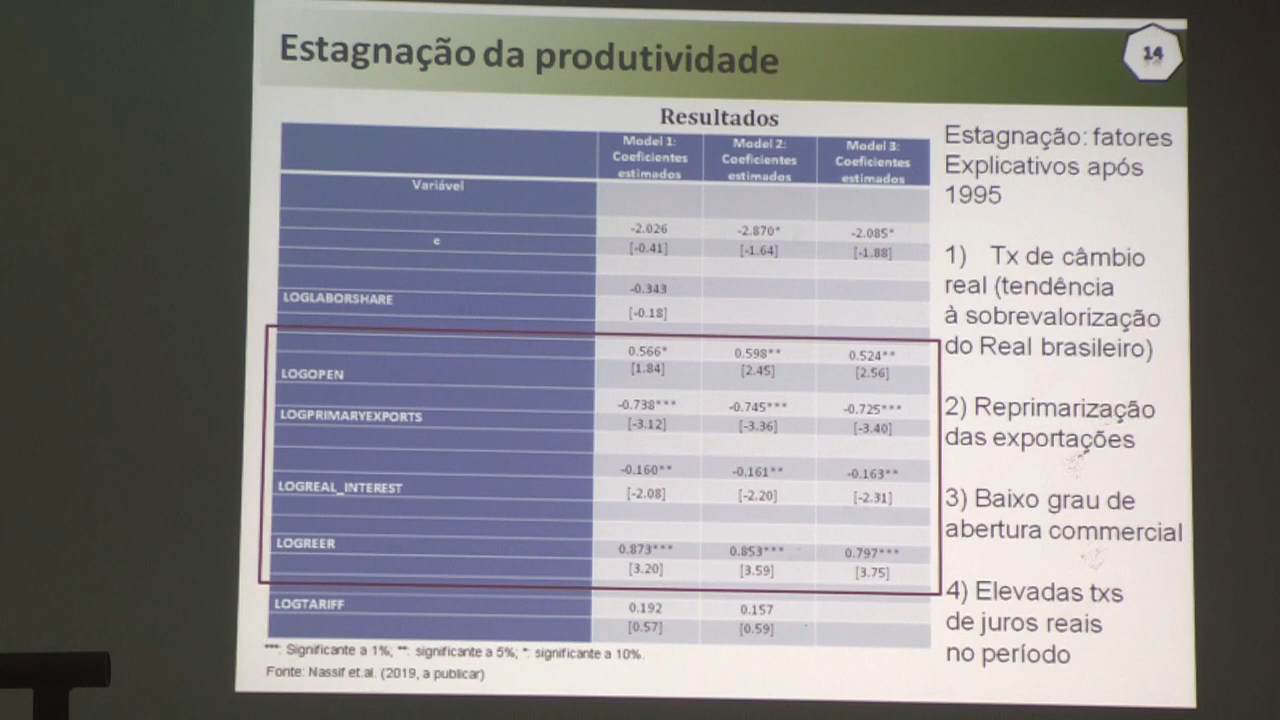 Estagnação da produtividade
14
Resultados
Model 1: Coeficientes estimados
Model 2: Coeficientes estimados
Model 3: Coeficientes estimados
Variável
c
-2.026 -2.870* -2.085*
[-0.41] [-1.64] [-1.88]
LOGLABORSHARE
-0.343
[-0.18]
LOGOPEN
0.566* 0.598** 0.524**
[1.84] [2.45] [2.56]
LOGPRIMARYEXPORTS
-0.738*** -0.745*** -0.725***
[-3.12] [-3.36] [-3.40]
LOGREAL_INTEREST
-0.160** -0.161** -0.163**
[-2.08] [-2.20] [-2.31]
LOGREER
0.873*** 0.853*** 0.797***
[3.20] [3.59] [3.75]
LOGTARIFF
0.192 0.157
[0.57] [0.59]
***: Significante a 1%; **: significante a 5%; *: significante a 10%.
Fonte: Nassif et.al. (2019, a publicar)
Estagnação: fatores
Explicativos após
1995
1) Tx de câmbio
real (tendência
à sobrevalorização
do Real brasileiro)
2) Reprimarização
das exportações
3) Baixo grau de
abertura commercial
4) Elevadas txs
de juros reais
no período